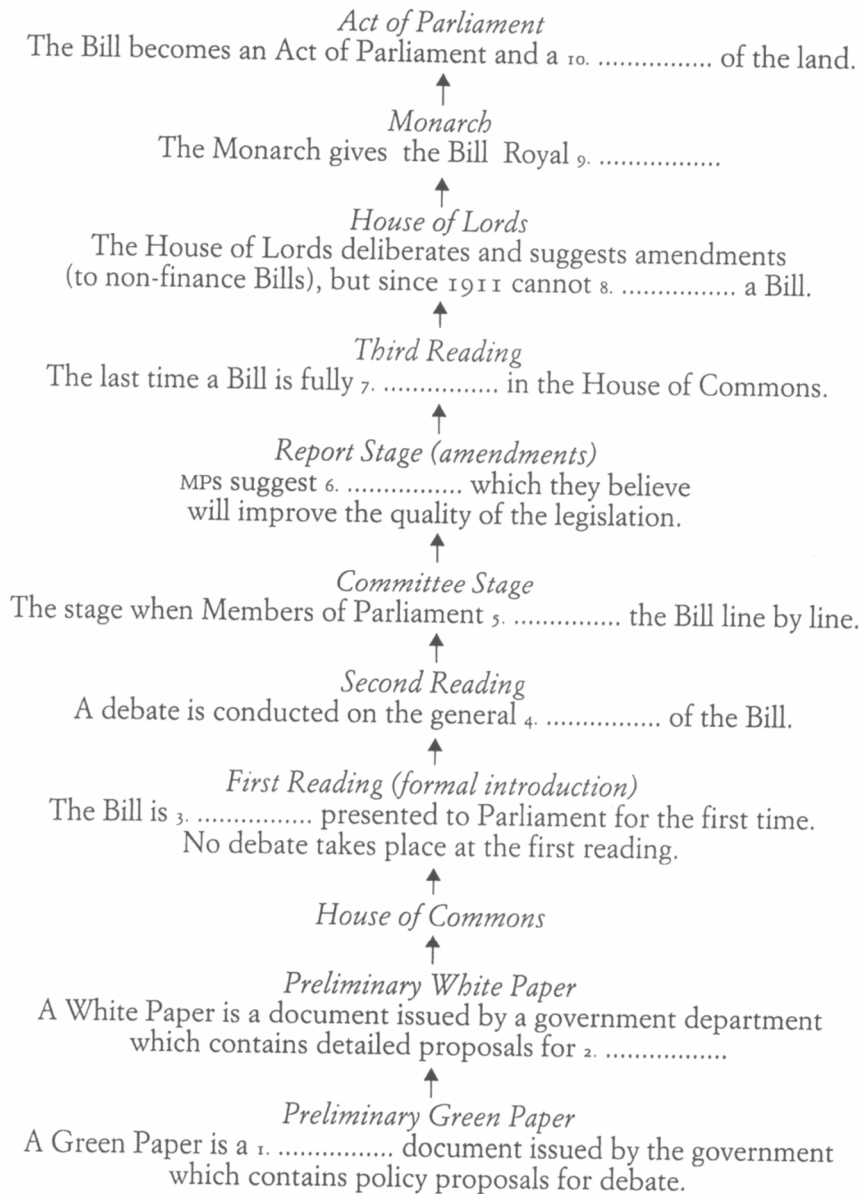 Act of Parliament
The Bill becomes an Act of Parliament and a 10. ................ of the land.
Monarch
The Monarch gives the Bill Royal 9. .................
House of Lords
The House of Lords deliberates and suggests amendments
(to non-finance Bills), but since 1911 cannot 8. ................ a Bill.
Third Reading
The last time a Bill is fully 7. ................ in the House of Commons.
Report Stage (amendments)
MPs suggest 6. ................ which they believe
will improve the quality of the legislation.
Committee Stage
The stage when Members of Parliament 5. ............... the Bill line by line.
Second Reading
A debate is conducted on the general 4. ................ of the Bill.
First Reading (formal introduction)
The Bill is 3. ................ presented to Parliament for the first time.
No debate takes place at the first reading.
House of Commons
Preliminary White Paper
A White Paper is a document issued by a government department
which contains detailed proposals for 2. .................
Preliminary Green Paper
A Green Paper is a 1. ................ document issued by the government
which contains policy proposals for debate.